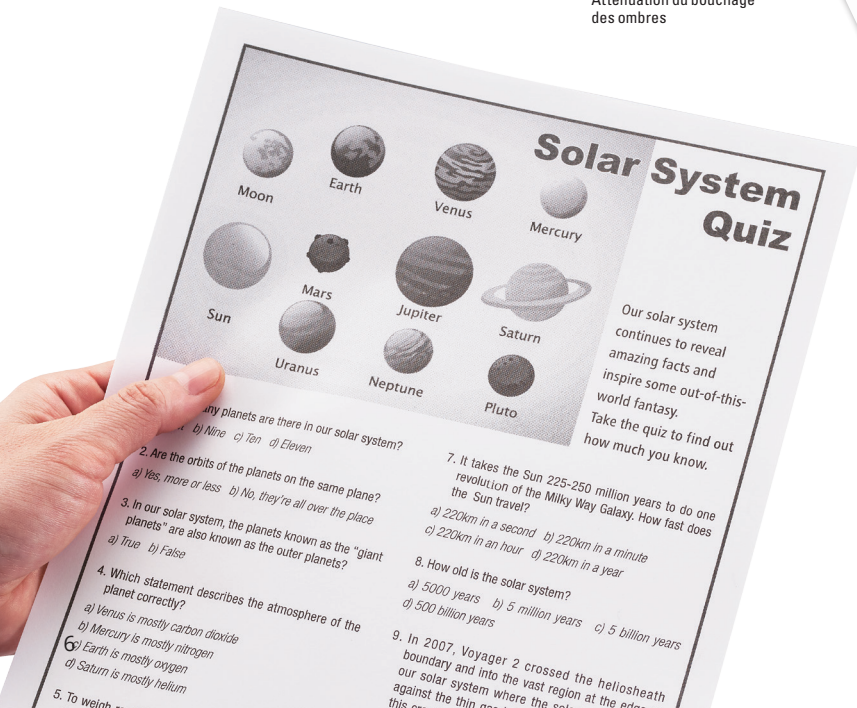 Atténuation du bouchage
des ombres
Solar System
Quiz
Moon
Earth
Venus
Mercury
Sun
Mars
Jupiter
Saturn
Uranus
Neptune
Pluto
Our solar system
continues to reveal
amazing facts and
inspire some out-of-this-
world fantasy.
Take the quiz to find out
how much you know.
planets are there in our solar system?
b) Nine c) Ten d) Eleven
2. Are the orbits of the planets on the same plane?
a) Yes, more or less b) No, they're all over the place
3. In our solar system, the planets known as the "giant
planets" are also known as the outer planets?
a) True b) False
4. Which statement describes the atmosphere of the
planet correctly?
a) Venus is mostly carbon dioxide
b) Mercury is mostly nitrogen
c) Earth is mostly oxygen
d) Saturn is mostly helium
6
5. To weigh
7. It takes the Sun 225-250 million years to do one
revolution of the Milky Way Galaxy. How fast does
the Sun travel?
a) 220km in a second b) 220km in a minute
c) 220km in an hour d) 220km in a year
8. How old is the solar system?
a) 5000 years b) 5 million years c) 5 billion years
d) 500 billion years
9. In 2007, Voyager 2 crossed the heliosheath
boundary and into the vast region at the edge
our solar system where the
against the thin